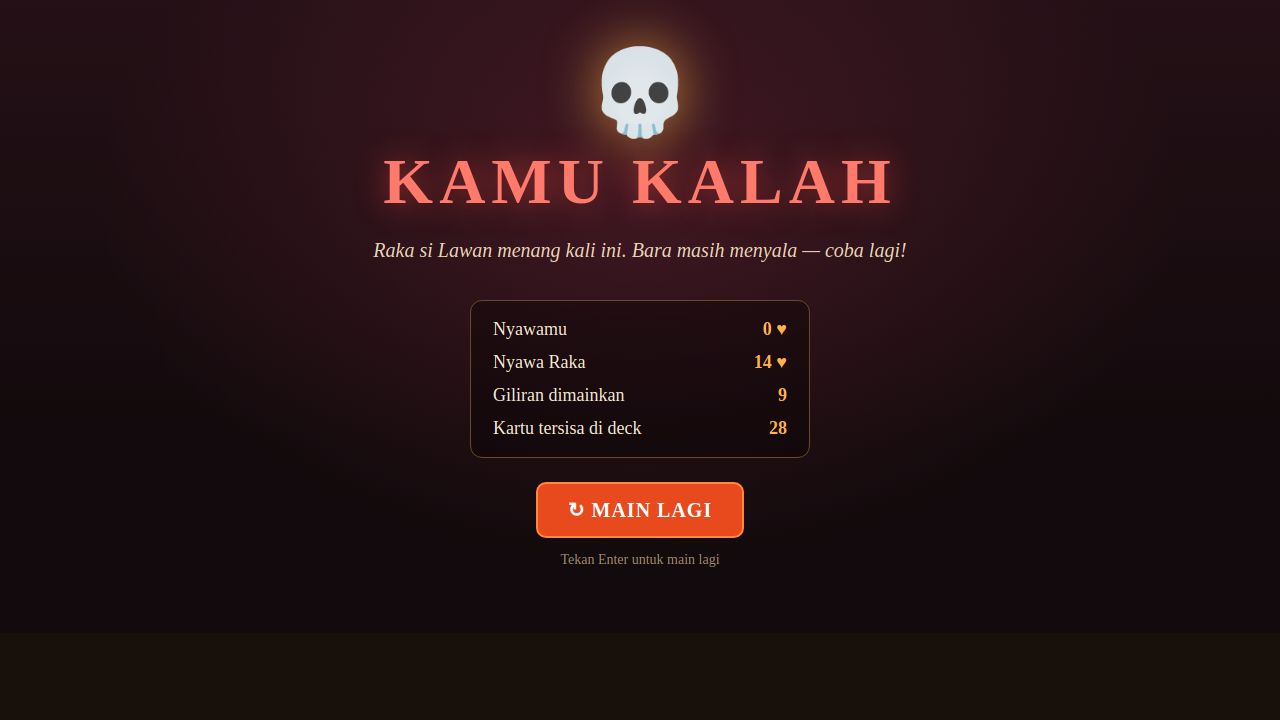 KAMU KALAH
Raka si Lawan menang kali ini. Bara masih menyala — coba lagi!
Nyawamu 0 ♥
Nyawa Raka 14 ♥
Giliran dimainkan 9
Kartu tersisa di deck 28
↻ MAIN LAGI
Tekan Enter untuk main lagi